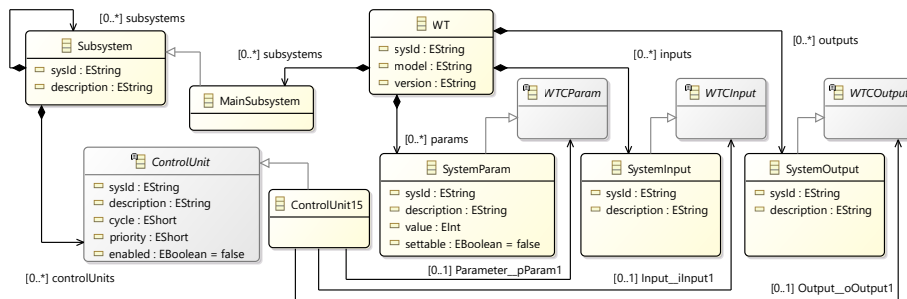 [0..*] subsystems
Subsystem
sysId : EString
description : EString
[0..*] subsystems
MainSubsystem
WT
sysId : EString
model : EString
version : EString
[0..*] inputs
[0..*] outputs
WTCParam
WTCInput
WTCOutput
[0..*] params
ControlUnit
sysId : EString
description : EString
cycle : EShort
priority : EShort
enabled : EBoolean = false
[0..*] controlUnits
ControlUnit15
SystemParam
sysId : EString
description : EString
value : EInt
settable : EBoolean = false
SystemInput
sysId : EString
description : EString
SystemOutput
sysId : EString
description : EString
[0..1] Parameter__pParam1
[0..1] Input__iInput1
[0..1] Output__oOutput1